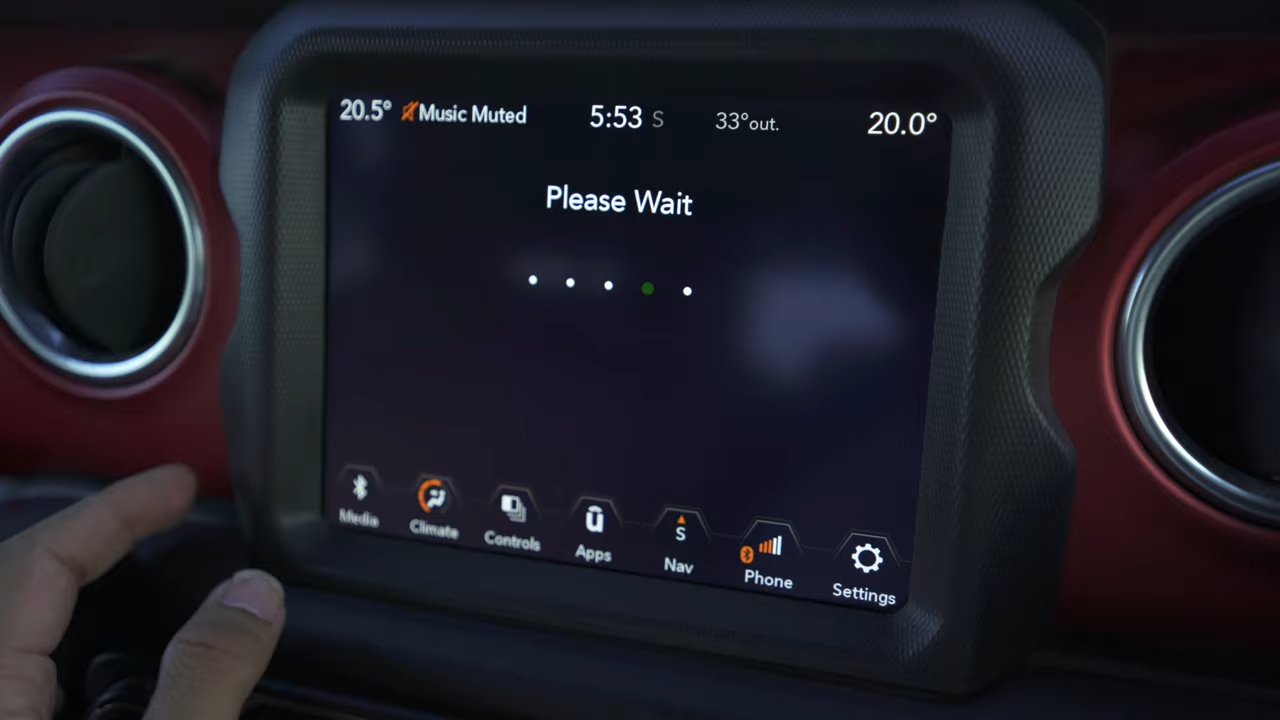 20.5° Music Muted 5:53 S 33°out. 20.0°
Please Wait
S
Media Climate Controls Apps Nav Phone Settings